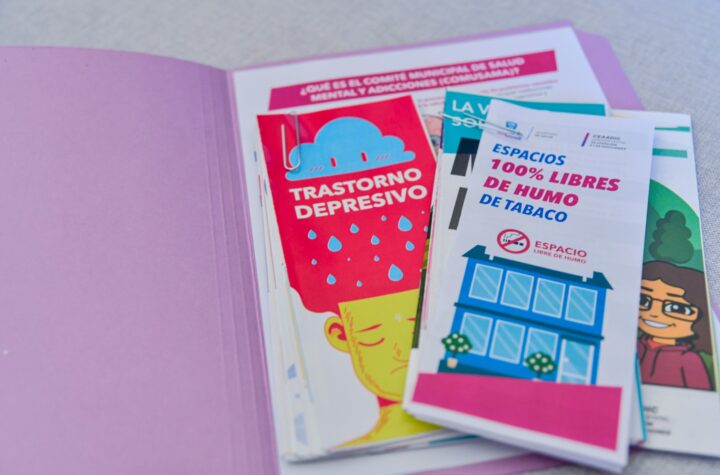 ¿QUÉ ES EL COMITÉ MUNICIPAL DE SALUD
MENTAL Y ADICCIONES (COMUSAMA)?
TRASTORNO
DEPRESIVO
LA V
SO
ESPACIOS
100% LIBRES
DE HUMO
DE TABACO
ESPACIO
LIBRE DE HUMO